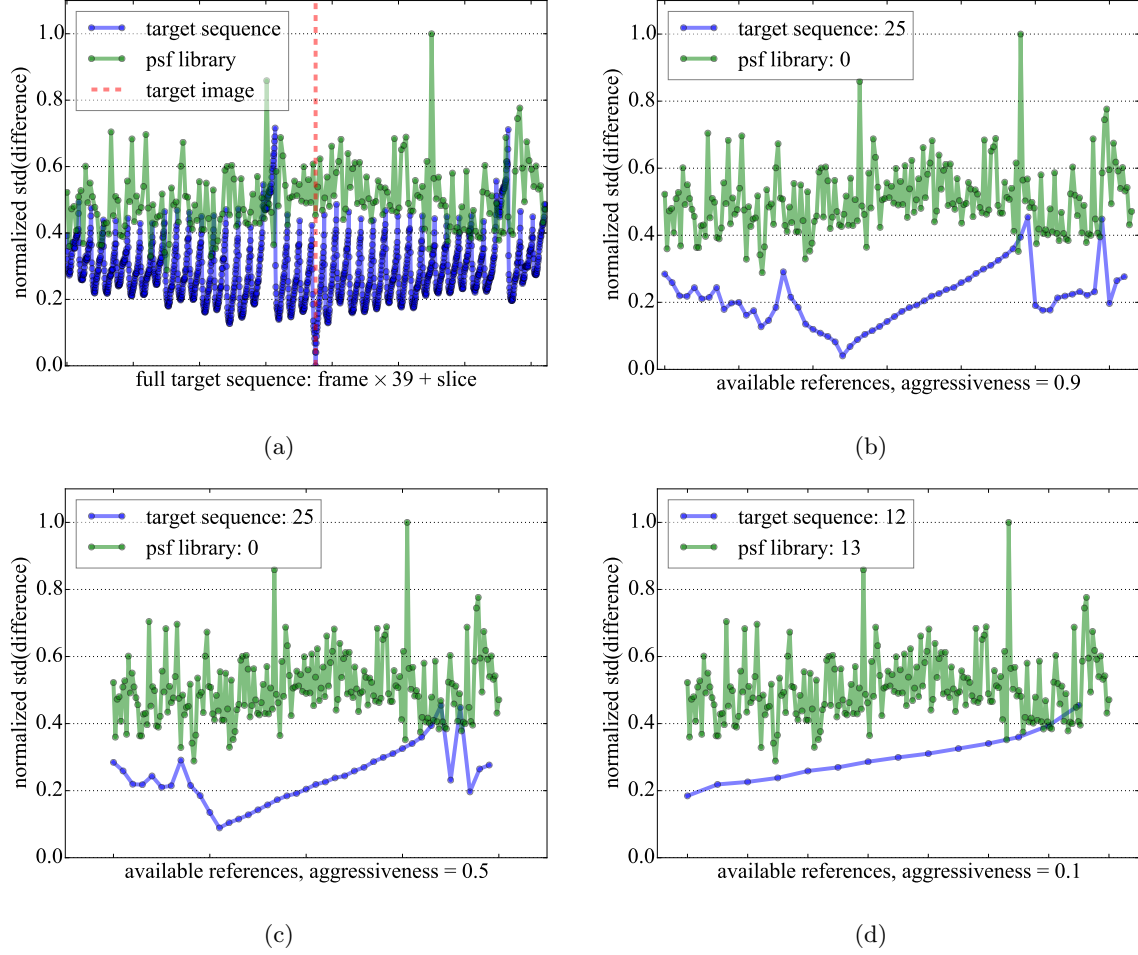 target sequence
psf library
target image
normalized std(difference)
1.0
0.8
0.6
0.4
0.2
0.0
full target sequence: frame × 39 + slice
(a)
target sequence: 25
psf library: 0
normalized std(difference)
1.0
0.8
0.6
0.4
0.2
0.0
available references, aggressiveness = 0.9
(b)
target sequence: 25
psf library: 0
normalized std(difference)
1.0
0.8
0.6
0.4
0.2
0.0
available references, aggressiveness = 0.5
(c)
target sequence: 12
psf library: 13
normalized std(difference)
1.0
0.8
0.6
0.4
0.2
0.0
available references, aggressiveness = 0.1
(d)